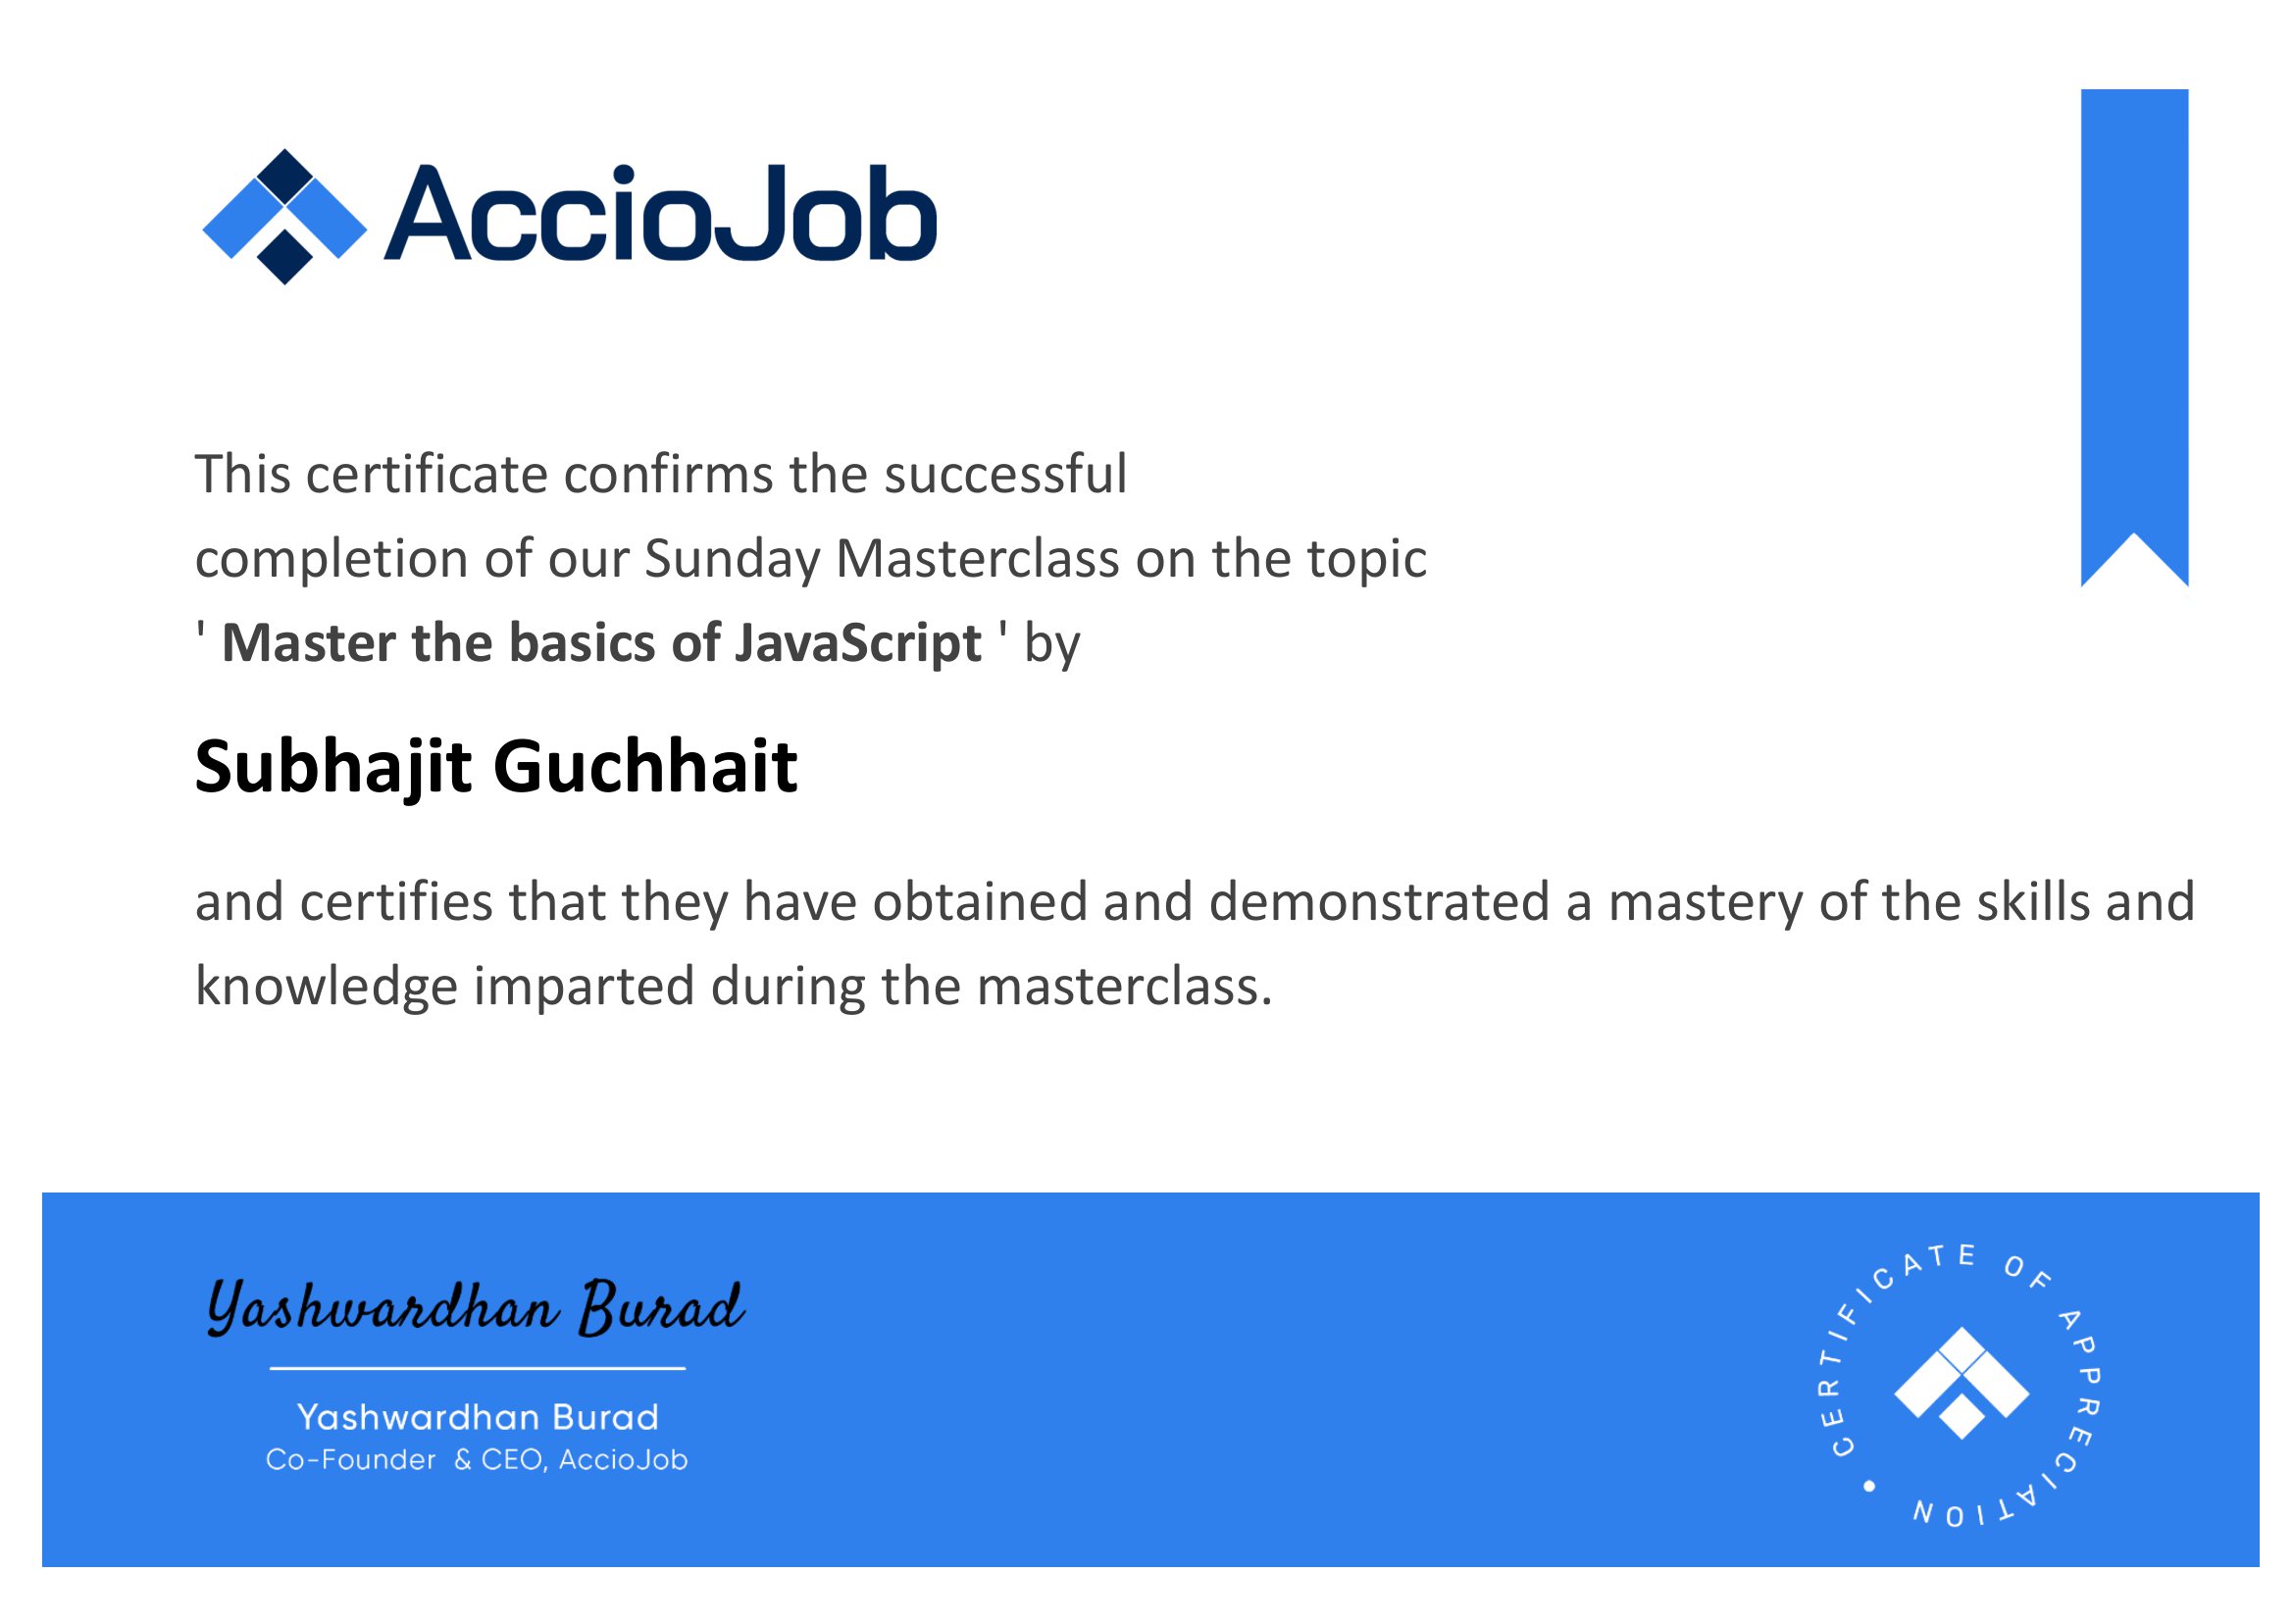 AccioJob
This certificate confirms the successful
completion of our Sunday Masterclass on the topic
' Master the basics of JavaScript ' by
Subhajit Guchhait
and certifies that they have obtained and demonstrated a mastery of the skills and
knowledge imparted during the masterclass.
Yashwardhan Burad
Yashwardhan Burad
Co-Founder & CEO, AccioJob
CERTIFICATE OF APPRECIATION •